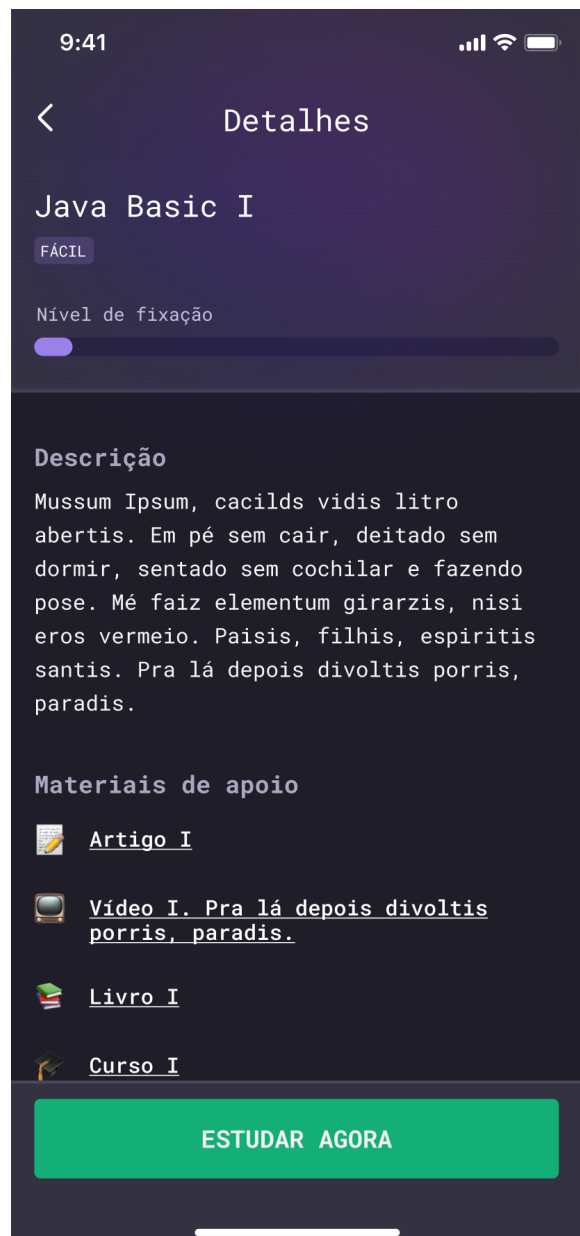 9:41
Detalhes
Java Basic I
FÁCIL
Nível de fixação
Descrição
Mussum Ipsum, cacilds vidis litro
abertis. Em pé sem cair, deitado sem
dormir, sentado sem cochilar e fazendo
pose. Mé faiz elementum girarzis, nisi
eros vermeio. Paisis, filhis, espiritis
santis. Pra lá depois divoltis porris,
paradis.
Materiais de apoio
Artigo I
Vídeo I. Pra lá depois divoltis
porris, paradis.
Livro I
Curso I
ESTUDAR AGORA